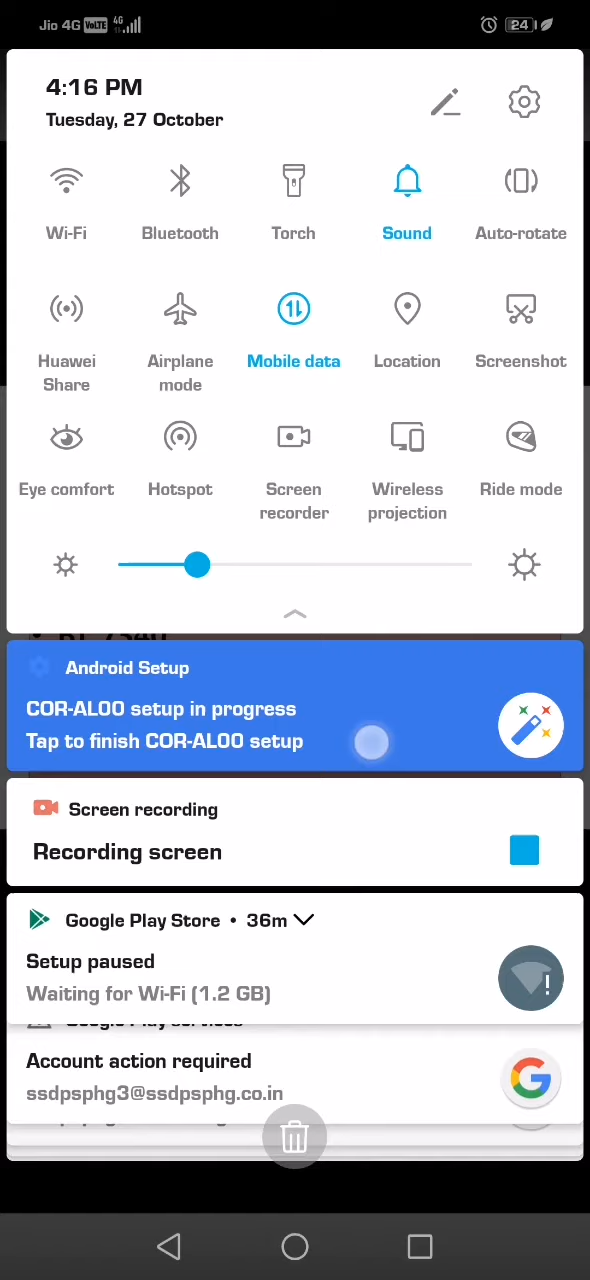 Jio 4G VoLTE 4G 24
4:16 PM
Tuesday, 27 October
Wi-Fi Bluetooth Torch Sound Auto-rotate
Huawei Airplane Mobile data Location Screenshot
Share mode
Eye comfort Hotspot Screen Wireless Ride mode
recorder projection
Android Setup
COR-AL00 setup in progress
Tap to finish COR-AL00 setup
Screen recording
Recording screen
Google Play Store • 36m
Setup paused
Waiting for Wi-Fi (1.2 GB)
Google Play services
Account action required
ssdpsphg3@ssdpsphg.co.in